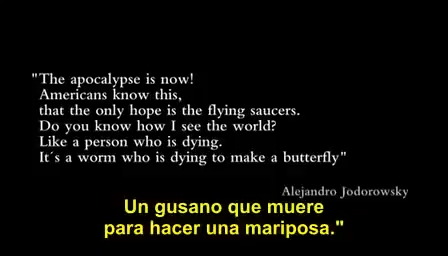 "The apocalypse is now!
Americans know this,
that the only hope is the flying saucers.
Do you know how I see the world?
Like a person who is dying.
It´s a worm who is dying to make a butterfly"
Alejandro Jodorowsky
Un gusano que muere
para hacer una mariposa."